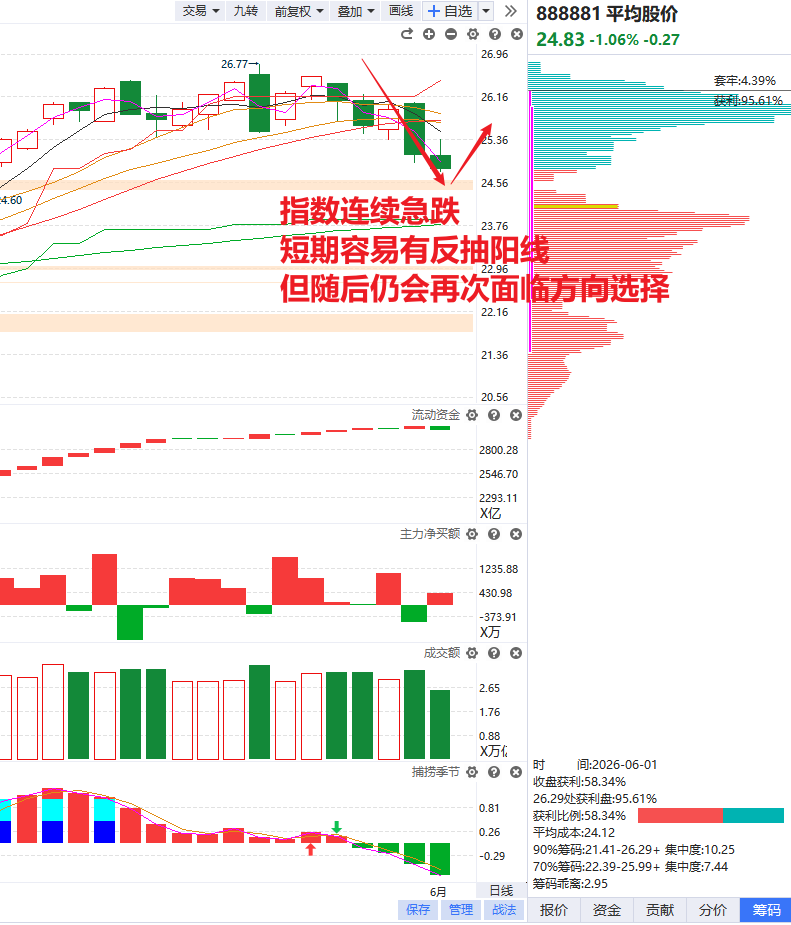 交易 九转 前复权 叠加 画线 + 自选
888881 平均股价
24.83 -1.06% -0.27
26.77→
26.96
26.16
25.36
24.56
23.76
22.96
22.16
21.36
20.56
4.60
套牢:4.39%
获利:95.61%
指数连续急跌
短期容易有反抽阳线
但随后仍会再次面临方向选择
流动资金
2800.28
2546.70
2293.11
X亿
主力净买额
1235.88
430.98
-373.91
X万
成交额
2.65
1.76
0.88
X万亿
捕捞季节
0.81
0.26
-0.29
6月
日线
保存 管理 战法
时 间:2026-06-01
收盘获利:58.34%
26.29处获利盘:95.61%
获利比例:58.34%
平均成本:24.12
90%筹码:21.41-26.29+ 集中度:10.25
70%筹码:22.39-25.99+ 集中度:7.44
筹码乖离:2.95
报价 资金 贡献 分价 筹码